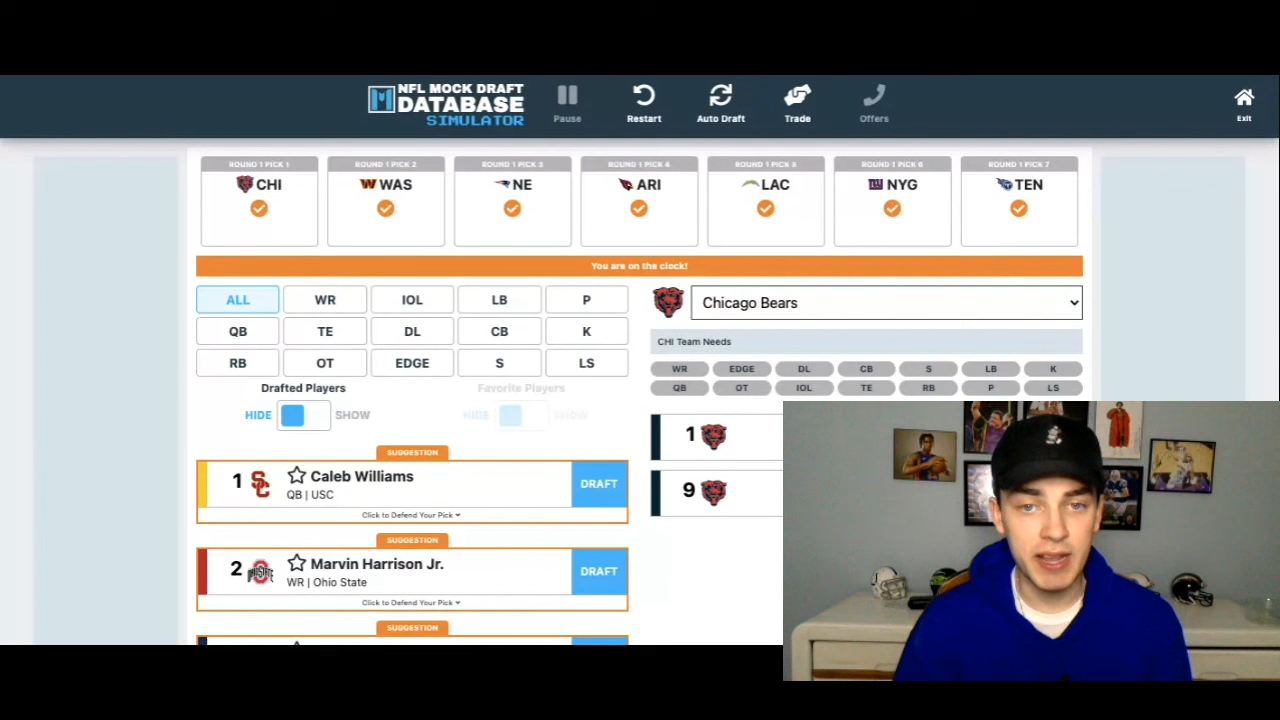 NFL MOCK DRAFT
DATABASE
SIMULATOR
Pause
Restart
Auto Draft
Trade
Offers
Exit
ROUND 1 PICK 1
ROUND 1 PICK 2
ROUND 1 PICK 3
ROUND 1 PICK 4
ROUND 1 PICK 5
ROUND 1 PICK 6
ROUND 1 PICK 7
CHI
WAS
NE
ARI
LAC
NYG
TEN
You are on the clock!
ALL
WR
IOL
LB
P
QB
TE
DL
CB
K
RB
OT
EDGE
S
LS
Drafted Players
Favorite Players
HIDE
SHOW
HIDE
SHOW
SUGGESTION
1
Caleb Williams
QB | USC
DRAFT
Click to Defend Your Pick
SUGGESTION
2
Marvin Harrison Jr.
WR | Ohio State
DRAFT
Click to Defend Your Pick
SUGGESTION
Chicago Bears
CHI Team Needs
WR
EDGE
DL
CB
S
LB
K
QB
OT
IOL
TE
RB
P
LS
1
9